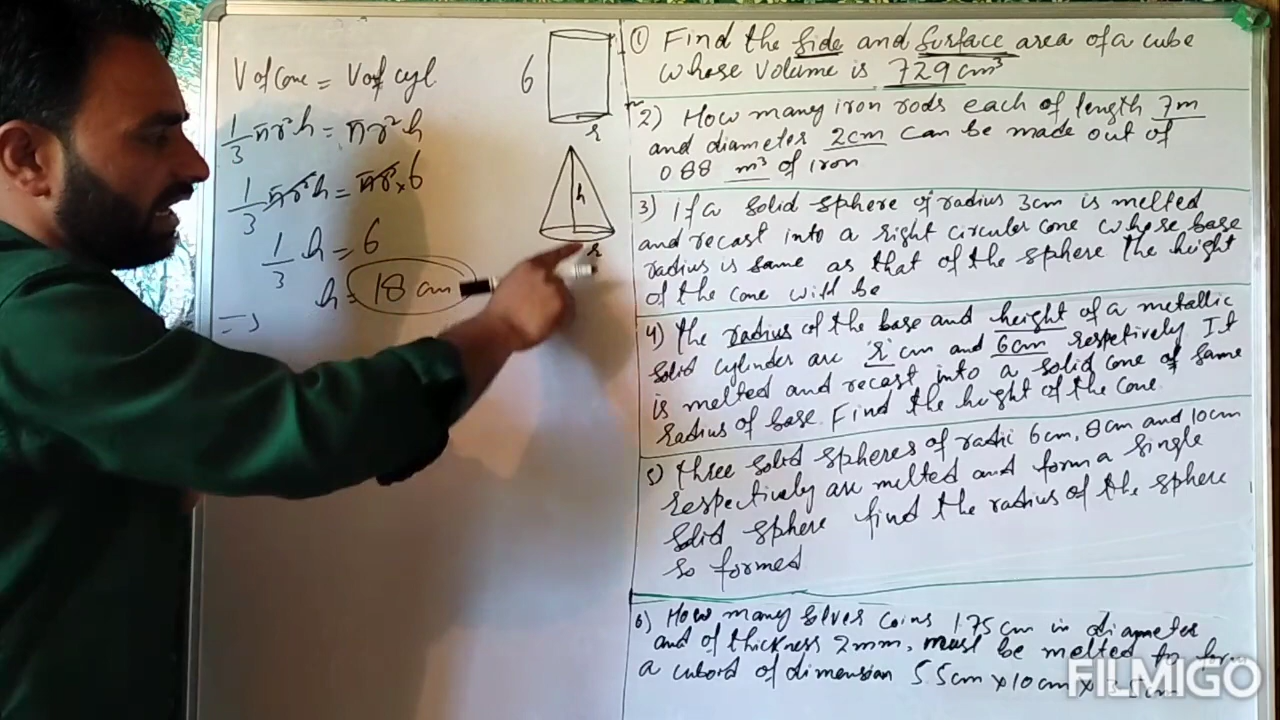 V of Cone = V of cyl
1/3 πr²h = πr²h
1/3 πr²h = πr² × 6
1/3 h = 6
h = 18 cm
=>
6
r
h
r
1) Find the Side and Surface area of a cube
whose Volume is 729 cm³
2) How many iron rods each of length 7m
and diameter 2cm can be made out of
0.88 m³ of iron
3) If a solid sphere of radius 3cm is melted
and recast into a right circular cone whose base
radius is same as that of the sphere the height
of the cone will be
4) the radius of the base and height of a metallic
solid cylinder are 'r' cm and 6cm respetively It
is melted and recast into a solid cone of same
radius of base. Find the height of the cone.
5) three solid spheres of radii 6cm, 8cm and 10cm
respectively are melted and form a single
solid sphere find the radius of the sphere
so formed
6) How many silver coins 1.75 cm in diameter
and of thickness 2mm, must be melted to form
a cuboid of dimension 5.5cm × 10cm × 3.5cm
FILMIGO